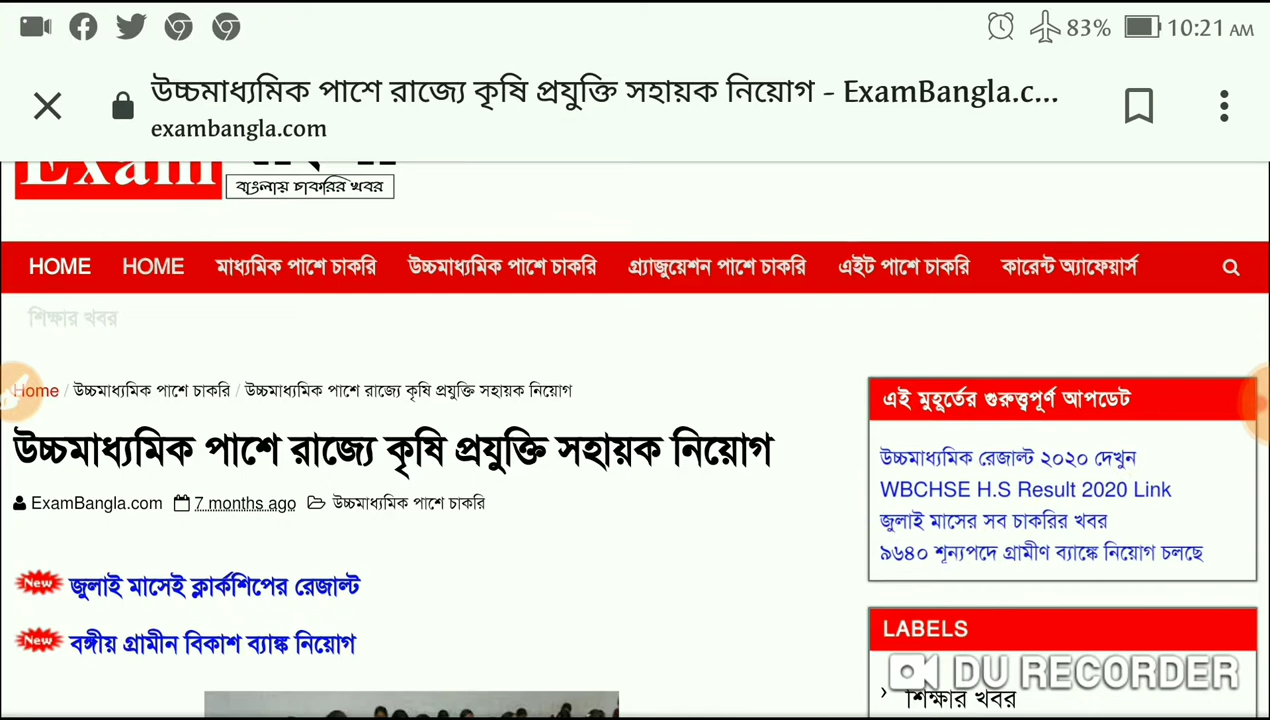 83% 10:21 AM
উচ্চমাধ্যমিক পাশে রাজ্যে কৃষি প্রযুক্তি সহায়ক নিয়োগ - ExamBangla.c...
exambangla.com
Exam
বাংলায় চাকরির খবর
HOME HOME মাধ্যমিক পাশে চাকরি উচ্চমাধ্যমিক পাশে চাকরি গ্র্যাজুয়েশন পাশে চাকরি এইট পাশে চাকরি কারেন্ট অ্যাফেয়ার্স
শিক্ষার খবর
Home / উচ্চমাধ্যমিক পাশে চাকরি / উচ্চমাধ্যমিক পাশে রাজ্যে কৃষি প্রযুক্তি সহায়ক নিয়োগ
উচ্চমাধ্যমিক পাশে রাজ্যে কৃষি প্রযুক্তি সহায়ক নিয়োগ
ExamBangla.com 7 months ago উচ্চমাধ্যমিক পাশে চাকরি
New জুলাই মাসেই ক্লার্কশিপের রেজাল্ট
New বঙ্গীয় গ্রামীন বিকাশ ব্যাঙ্ক নিয়োগ
এই মুহূর্তের গুরুত্ত্বপূর্ণ আপডেট
উচ্চমাধ্যমিক রেজাল্ট ২০২০ দেখুন
WBCHSE H.S Result 2020 Link
জুলাই মাসের সব চাকরির খবর
৯৬৪০ শূন্যপদে গ্রামীণ ব্যাঙ্কে নিয়োগ চলছে
LABELS
› শিক্ষার খবর
DU RECORDER